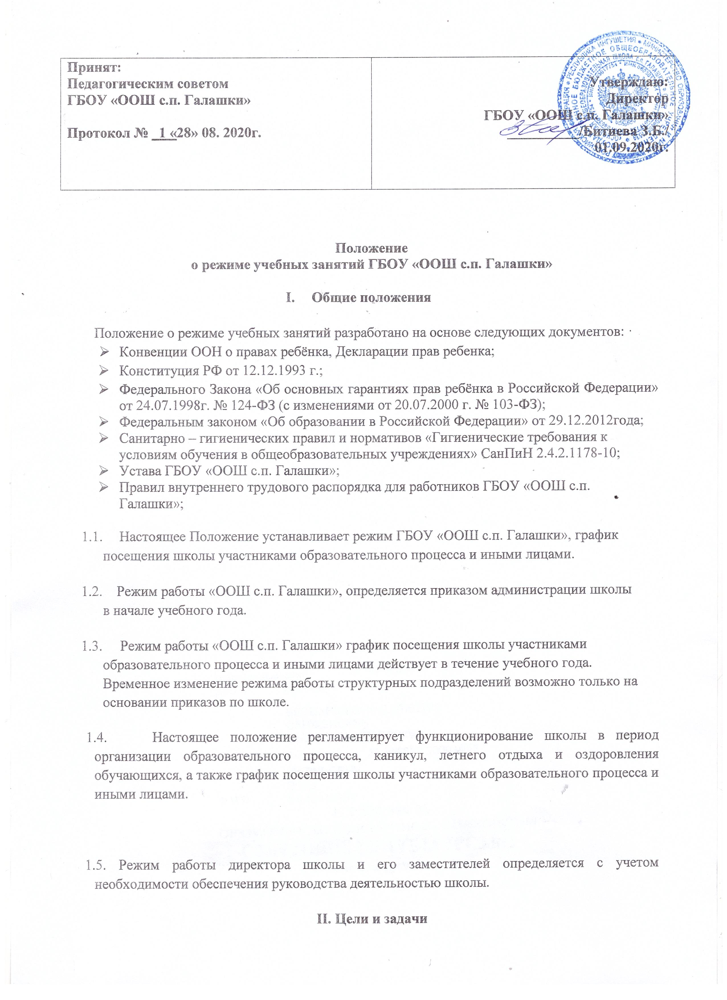 Принят:
Педагогическим советом
ГБОУ «ООШ с.п. Галашки»
Протокол № 1 «28» 08. 2020г.
Утверждаю:
Директор
ГБОУ «ООШ с.п. Галашки»
/Битиева З.Б./
01.09.2020г.
Положение
о режиме учебных занятий ГБОУ «ООШ с.п. Галашки»
I. Общие положения
Положение о режиме учебных занятий разработано на основе следующих документов:
➢ Конвенции ООН о правах ребёнка, Декларации прав ребенка;
➢ Конституция РФ от 12.12.1993 г.;
➢ Федерального Закона «Об основных гарантиях прав ребёнка в Российской Федерации»
от 24.07.1998г. № 124-ФЗ (с изменениями от 20.07.2000 г. № 103-ФЗ);
➢ Федеральным законом «Об образовании в Российской Федерации» от 29.12.2012года;
➢ Санитарно – гигиенических правил и нормативов «Гигиенические требования к
условиям обучения в общеобразовательных учреждениях» СанПиН 2.4.2.1178-10;
➢ Устава ГБОУ «ООШ с.п. Галашки»;
➢ Правил внутреннего трудового распорядка для работников ГБОУ «ООШ с.п.
Галашки»;
1.1. Настоящее Положение устанавливает режим ГБОУ «ООШ с.п. Галашки», график
посещения школы участниками образовательного процесса и иными лицами.
1.2. Режим работы «ООШ с.п. Галашки», определяется приказом администрации школы
в начале учебного года.
1.3. Режим работы «ООШ с.п. Галашки» график посещения школы участниками
образовательного процесса и иными лицами действует в течение учебного года.
Временное изменение режима работы структурных подразделений возможно только на
основании приказов по школе.
1.4. Настоящее положение регламентирует функционирование школы в период
организации образовательного процесса, каникул, летнего отдыха и оздоровления
обучающихся, а также график посещения школы участниками образовательного процесса и
иными лицами.
1.5. Режим работы директора школы и его заместителей определяется с учетом
необходимости обеспечения руководства деятельностью школы.
II. Цели и задачи